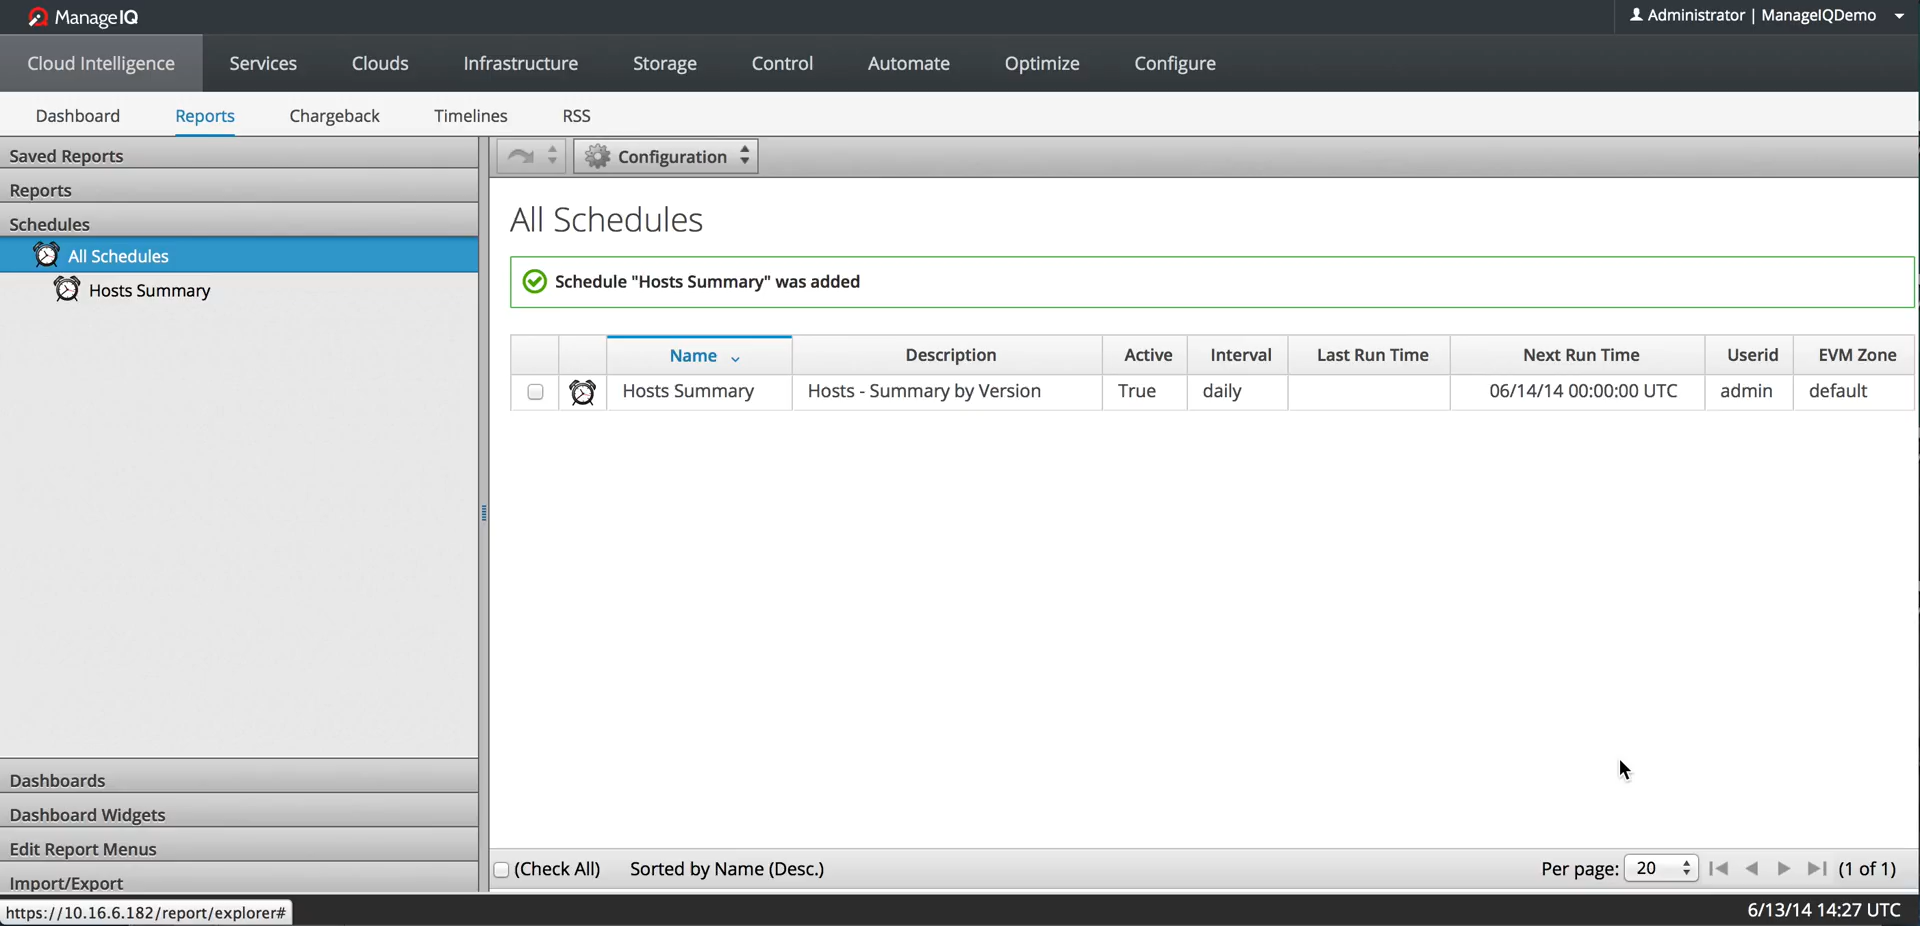 ManageIQ
Administrator | ManageIQDemo
Cloud Intelligence Services Clouds Infrastructure Storage Control Automate Optimize Configure
Dashboard Reports Chargeback Timelines RSS
Saved Reports
Reports
Schedules
All Schedules
Hosts Summary
Dashboards
Dashboard Widgets
Edit Report Menus
Import/Export
Configuration
All Schedules
Schedule "Hosts Summary" was added
Name Description Active Interval Last Run Time Next Run Time Userid EVM Zone
Hosts Summary Hosts - Summary by Version True daily 06/14/14 00:00:00 UTC admin default
(Check All) Sorted by Name (Desc.) Per page: 20 (1 of 1)
https://10.16.6.182/report/explorer# 6/13/14 14:27 UTC